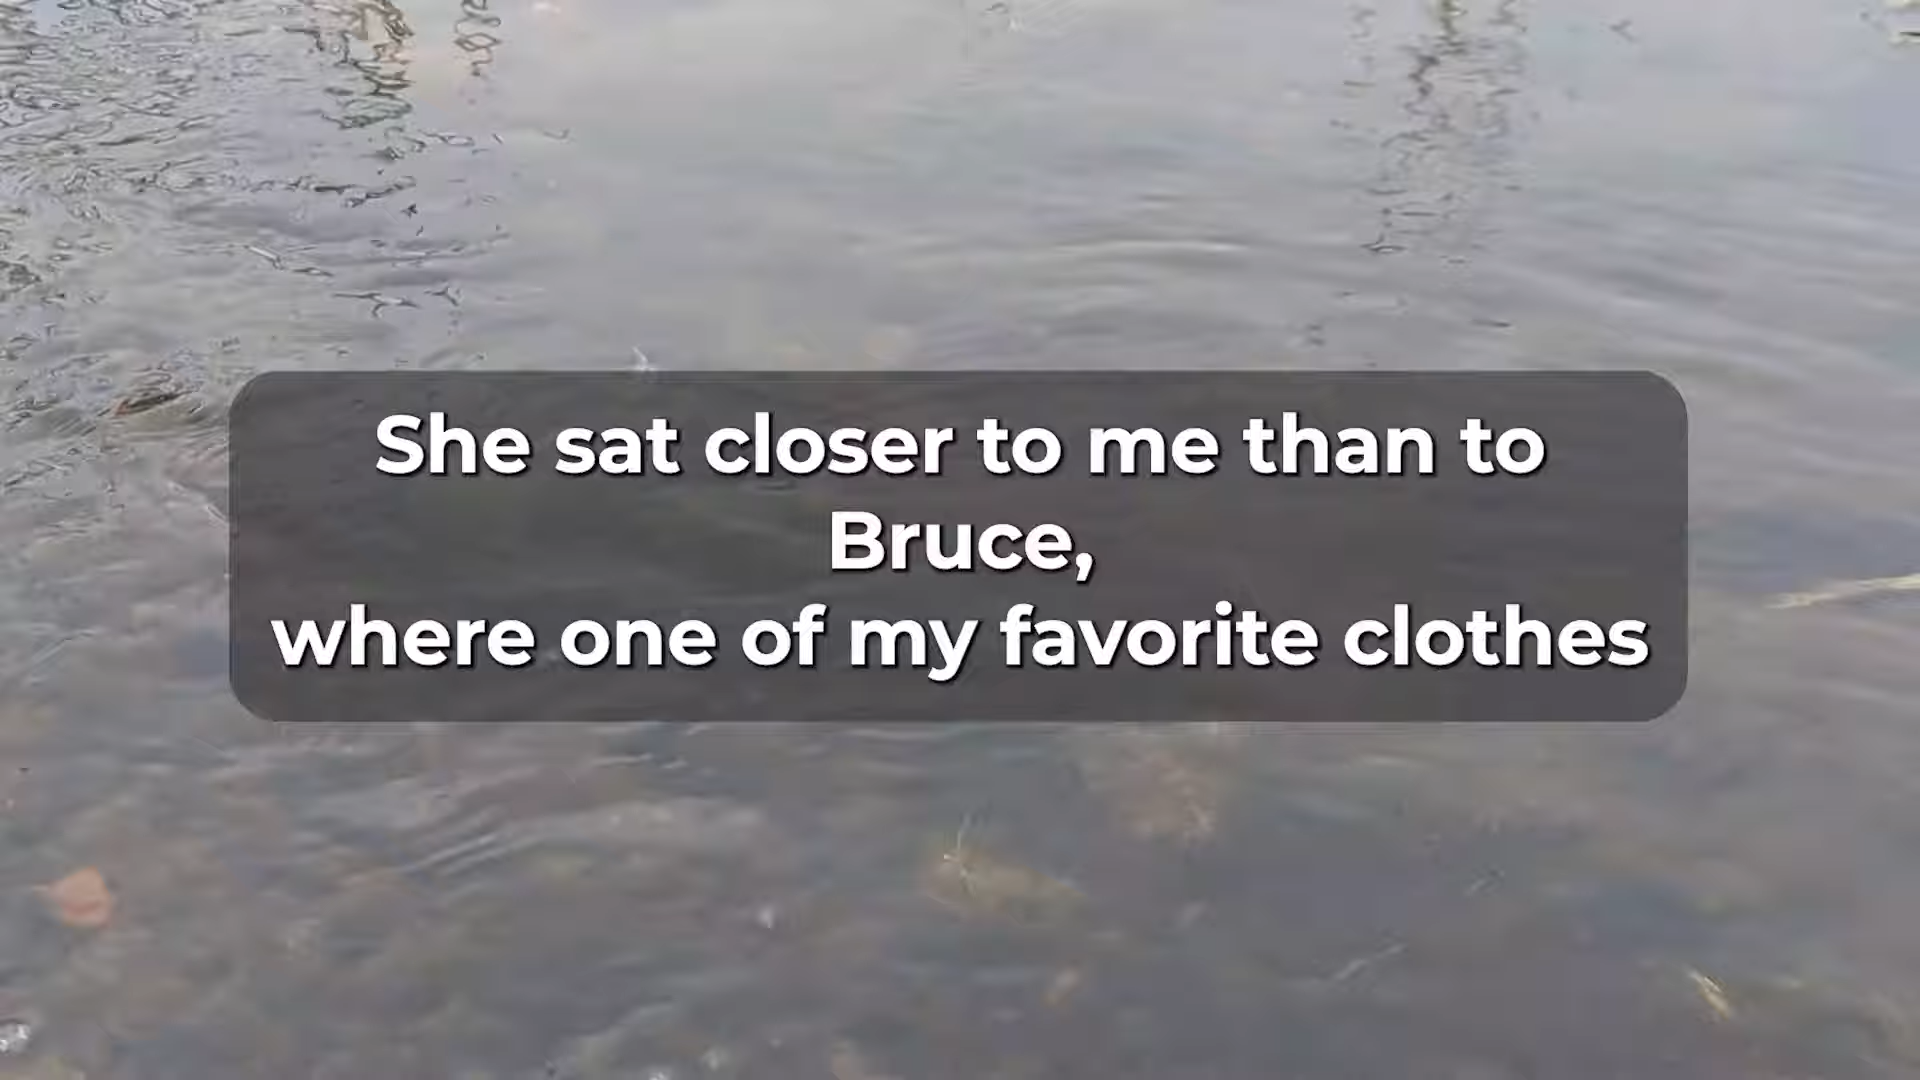 She sat closer to me than to
Bruce,
where one of my favorite clothes